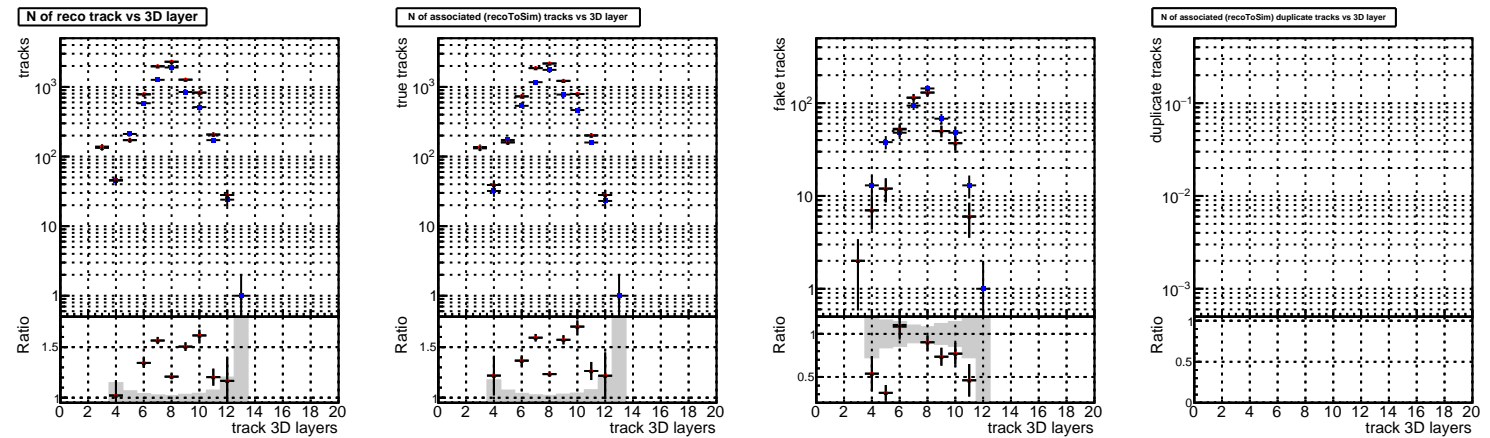 N of reco track vs 3D layer
tracks
10³
10²
10
1
Ratio
1.5
1
0 2 4 6 8 10 12 14 16 18 20
track 3D layers
N of associated (recoToSim) tracks vs 3D layer
true tracks
10³
10²
10
1
Ratio
1.5
1
0 2 4 6 8 10 12 14 16 18 20
track 3D layers
fake tracks
10²
10
1
Ratio
1
0.5
0 2 4 6 8 10 12 14 16 18 20
track 3D layers
N of associated (recoToSim) duplicate tracks vs 3D layer
duplicate tracks
10⁻¹
10⁻²
10⁻³
Ratio
1
0.5
0
0 2 4 6 8 10 12 14 16 18 20
track 3D layers